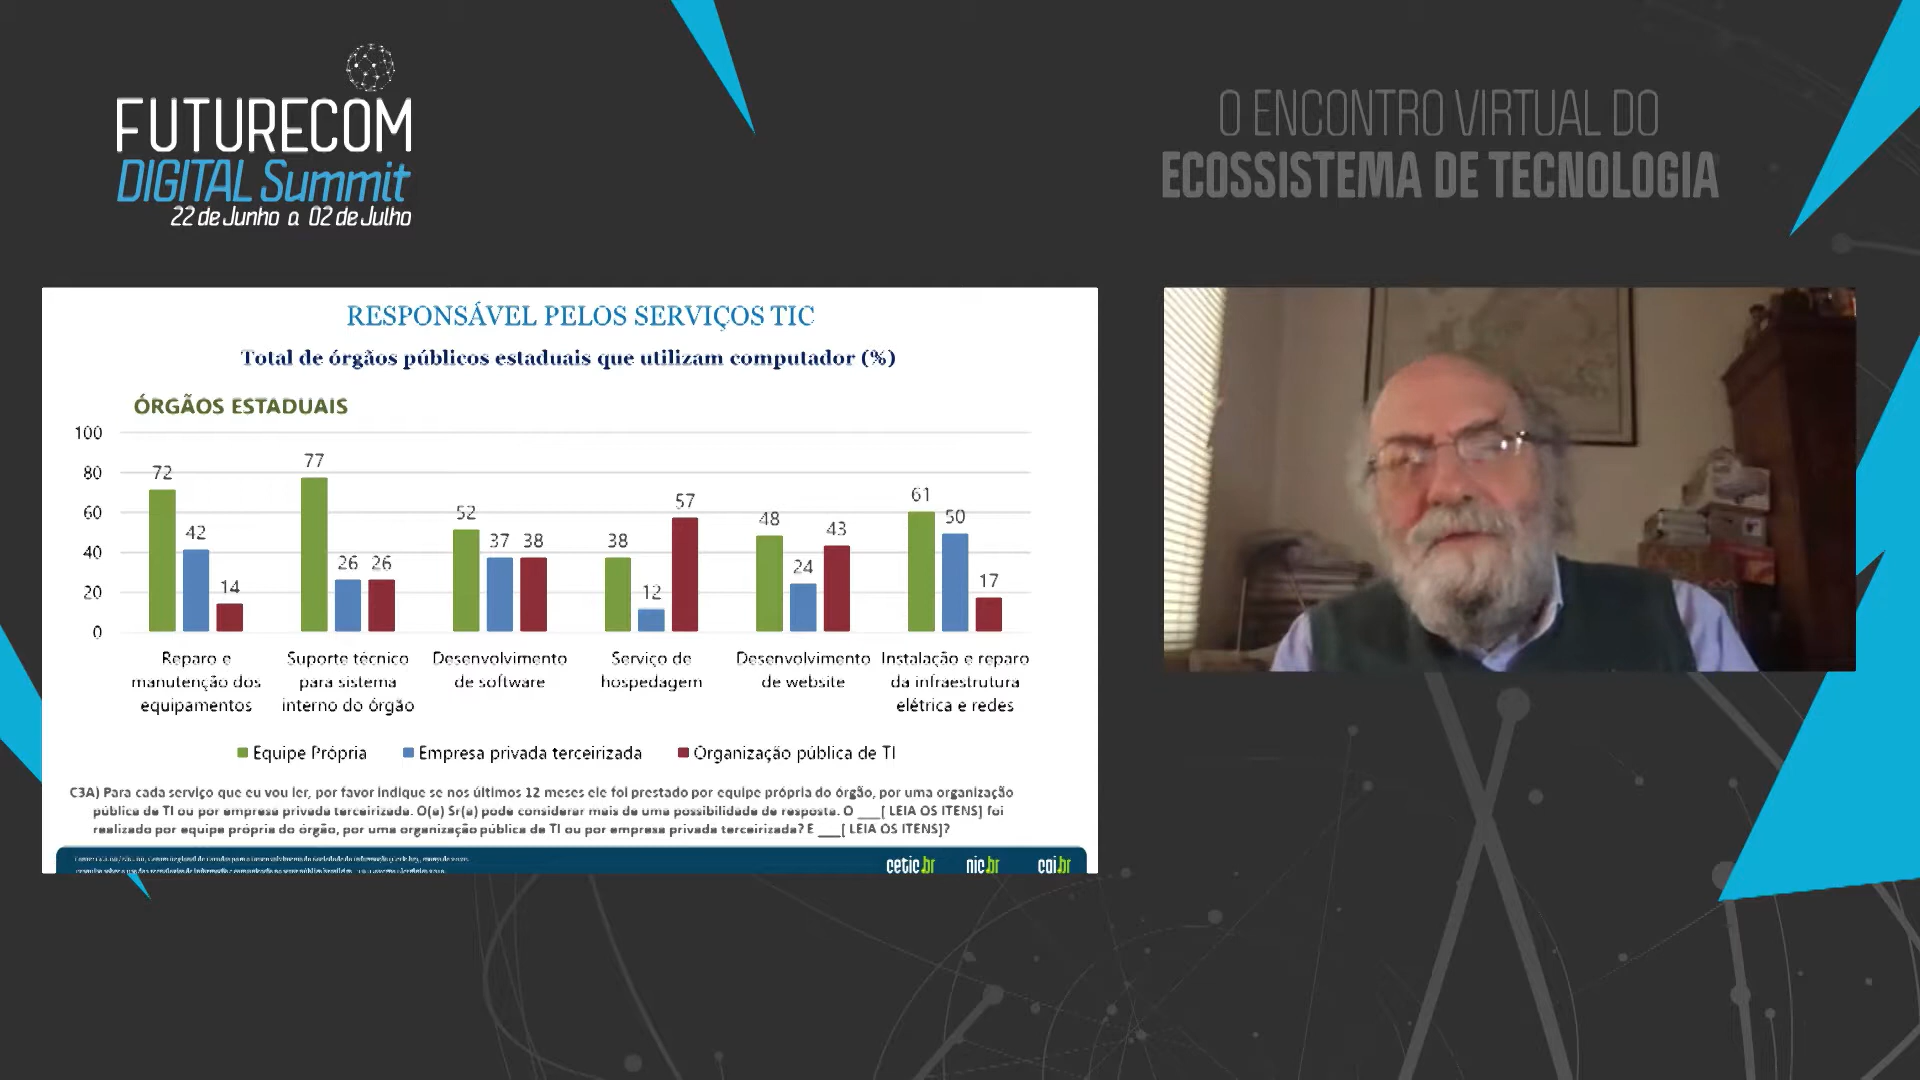 FUTURECOM
DIGITAL Summit
22 de Junho a 02 de Julho
O ENCONTRO VIRTUAL DO
ECOSSISTEMA DE TECNOLOGIA
RESPONSÁVEL PELOS SERVIÇOS TIC
Total de órgãos públicos estaduais que utilizam computador (%)
ÓRGÃOS ESTADUAIS
100
80
60
40
20
0
72
42
14
77
26
26
52
37
38
38
12
57
48
24
43
61
50
17
Reparo e
manutenção dos
equipamentos
Suporte técnico
para sistema
interno do órgão
Desenvolvimento
de software
Serviço de
hospedagem
Desenvolvimento
de website
Instalação e reparo
da infraestrutura
elétrica e redes
Equipe Própria
Empresa privada terceirizada
Organização pública de TI
C3A) Para cada serviço que eu vou ler, por favor indique se nos últimos 12 meses ele foi prestado por equipe própria do órgão, por uma organização
pública de TI ou por empresa privada terceirizada. O(a) Sr(a) pode considerar mais de uma possibilidade de resposta. O ___[ LEIA OS ITENS] foi
realizado por equipe própria do órgão, por uma organização pública de TI ou por empresa privada terceirizada? E ___[ LEIA OS ITENS]?
cetic.br
nic.br
cgi.br